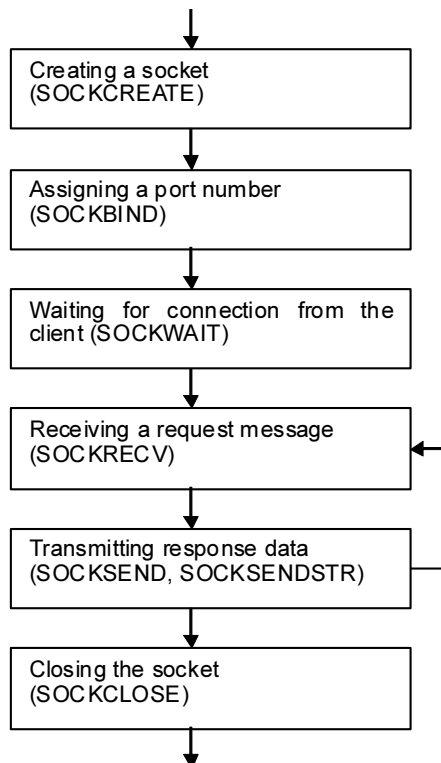 Creating a socket
(SOCKCREATE)
Assigning a port number
(SOCKBIND)
Waiting for connection from the
client (SOCKWAIT)
Receiving a request message
(SOCKRECV)
Transmitting response data
(SOCKSEND, SOCKSENDSTR)
Closing the socket
(SOCKCLOSE)